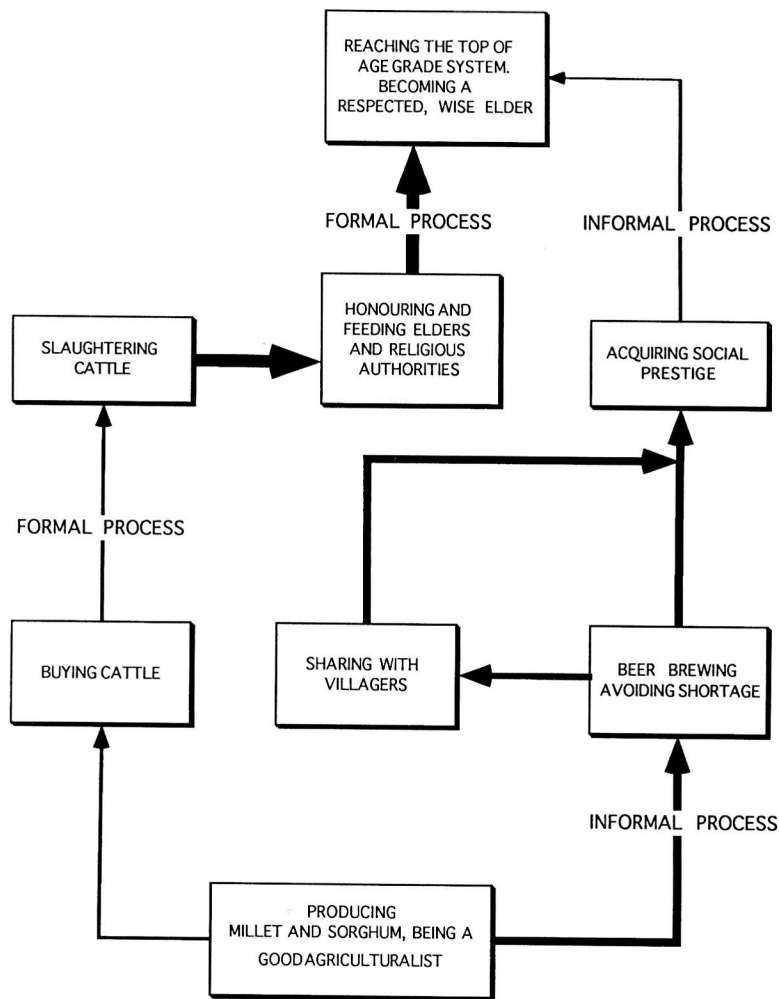 REACHING THE TOP OF
AGE GRADE SYSTEM.
BECOMING A
RESPECTED, WISE ELDER
FORMAL PROCESS
INFORMAL PROCESS
HONOURING AND
FEEDING ELDERS
AND RELIGIOUS
AUTHORITIES
SLAUGHTERING
CATTLE
ACQUIRING SOCIAL
PRESTIGE
FORMAL PROCESS
BUYING CATTLE
SHARING WITH
VILLAGERS
BEER BREWING
AVOIDING SHORTAGE
INFORMAL PROCESS
PRODUCING
MILLET AND SORGHUM, BEING A
GOOD AGRICULTURALIST